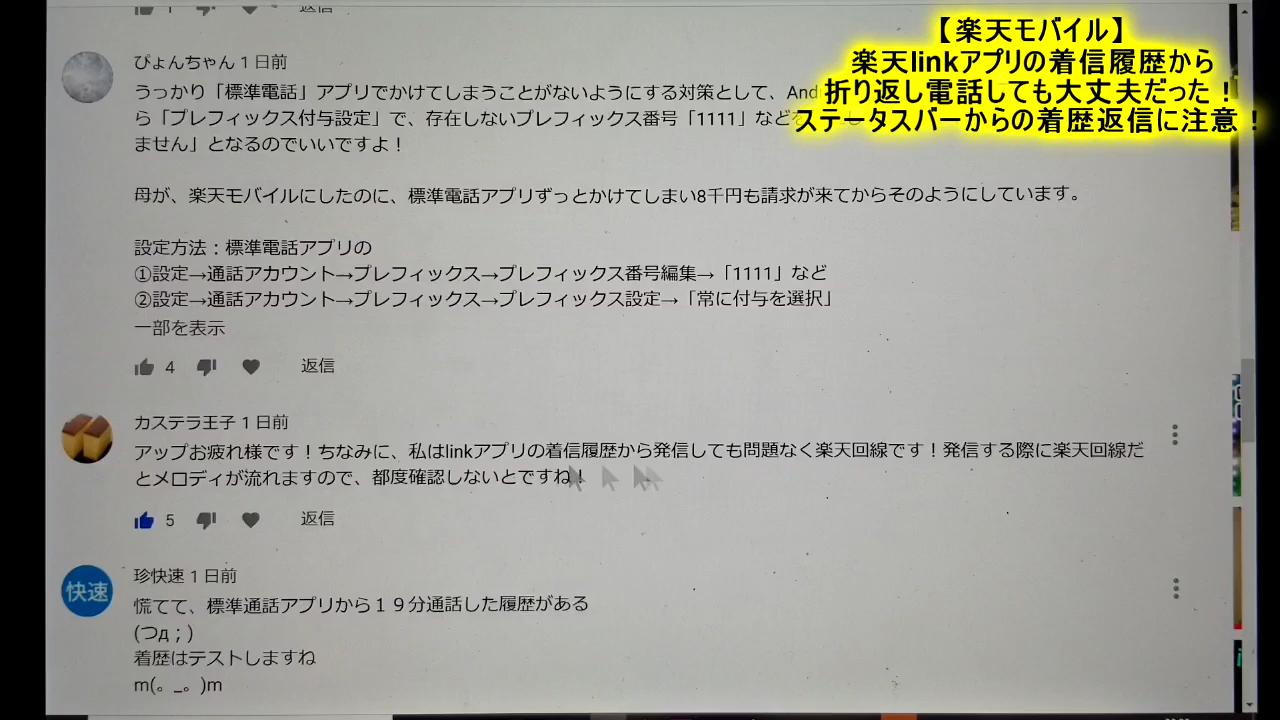 【楽天モバイル】
楽天linkアプリの着信履歴から
折り返し電話しても大丈夫だった！
ステータスバーからの着歴返信に注意！
返信
ぴょんちゃん 1 日前
うっかり「標準電話」アプリでかけてしまうことがないようにする対策として、And
ら「プレフィックス付与設定」で、存在しないプレフィックス番号「1111」などを
ません」となるのでいいですよ！
母が、楽天モバイルにしたのに、標準電話アプリずっとかけてしまい8千円も請求が来てからそのようにしています。
設定方法：標準電話アプリの
①設定→通話アカウント→プレフィックス→プレフィックス番号編集→「1111」など
②設定→通話アカウント→プレフィックス→プレフィックス設定→「常に付与を選択」
一部を表示
4 返信
カステラ王子 1 日前
アップお疲れ様です！ちなみに、私はlinkアプリの着信履歴から発信しても問題なく楽天回線です！発信する際に楽天回線だ
とメロディが流れますので、都度確認しないとですね！
5 返信
快速
珍快速 1 日前
慌てて、標準通話アプリから１９分通話した履歴がある
(つд；)
着歴はテストしますね
m(。_。)m